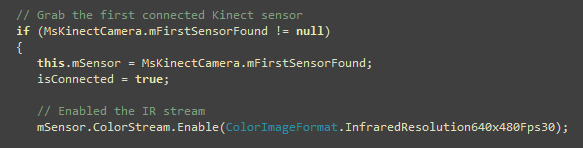 // Grab the first connected Kinect sensor
if (MsKinectCamera.mFirstSensorFound != null)
{
this.mSensor = MsKinectCamera.mFirstSensorFound;
isConnected = true;
// Enabled the IR stream
mSensor.ColorStream.Enable(ColorImageFormat.InfraredResolution640x480Fps30);